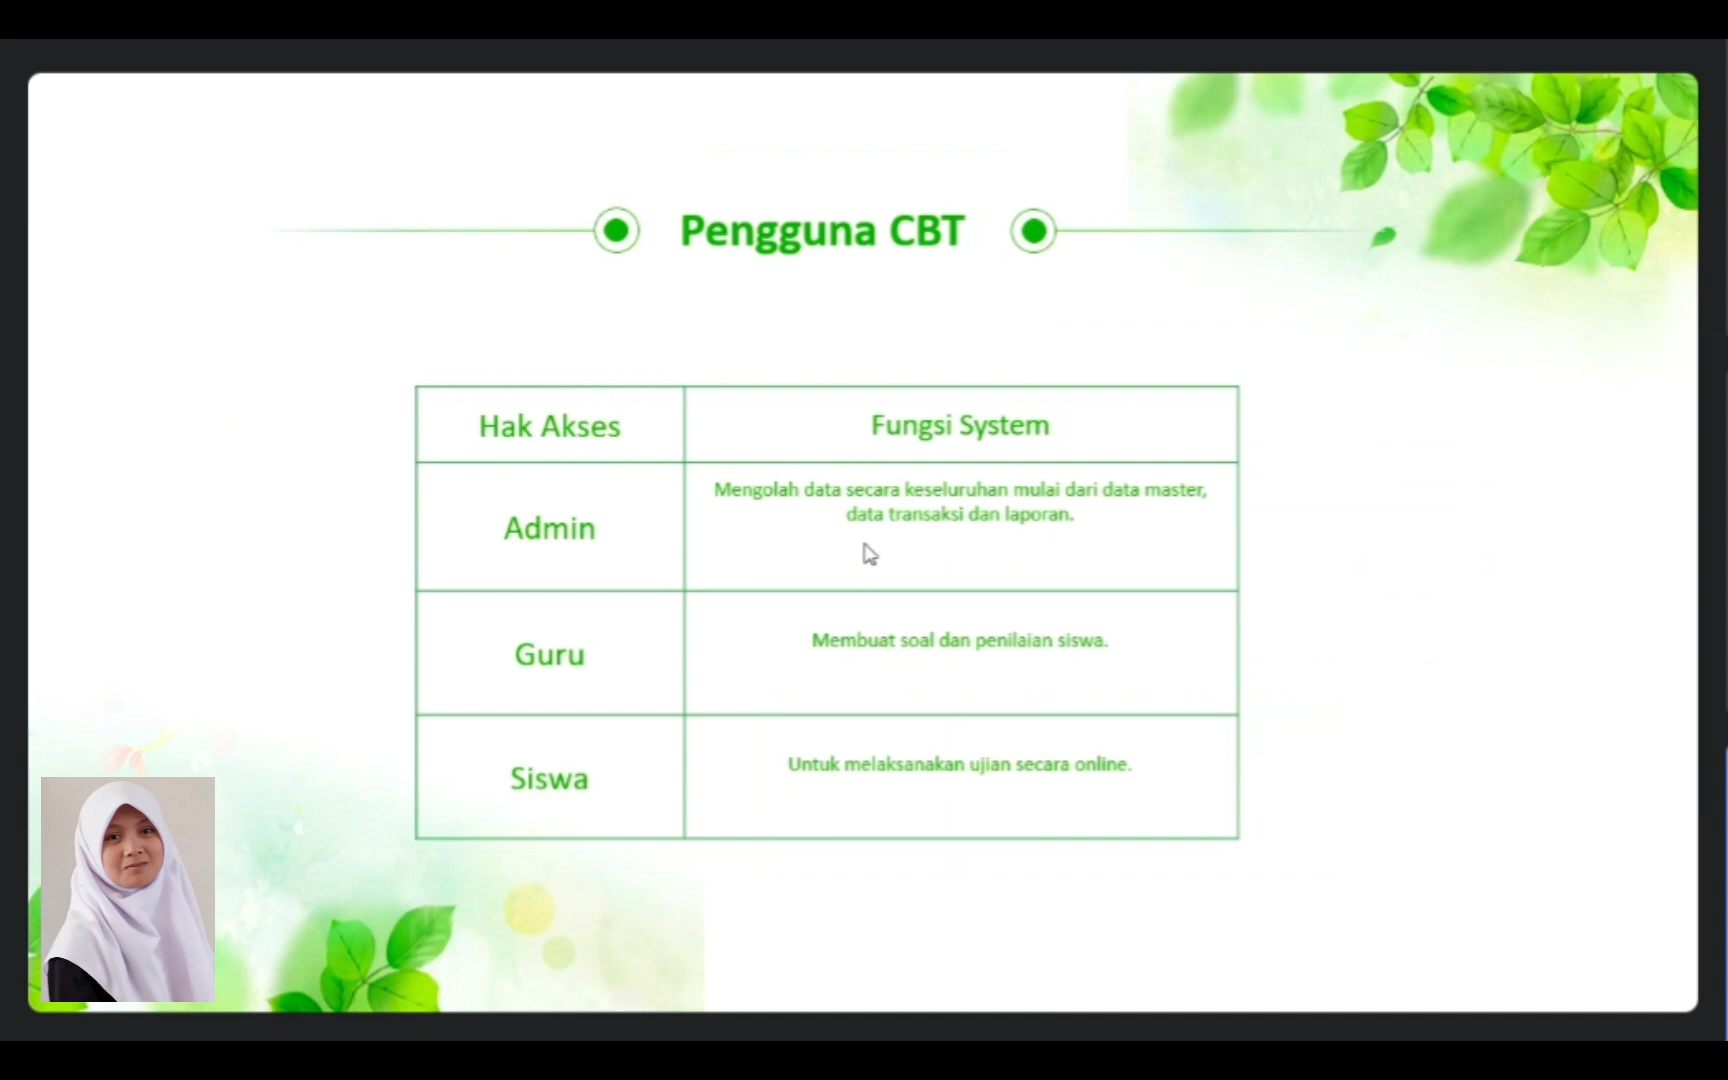 Pengguna CBT
Hak Akses
Fungsi System
Admin
Mengolah data secara keseluruhan mulai dari data master,
data transaksi dan laporan.
Guru
Membuat soal dan penilaian siswa.
Siswa
Untuk melaksanakan ujian secara online.